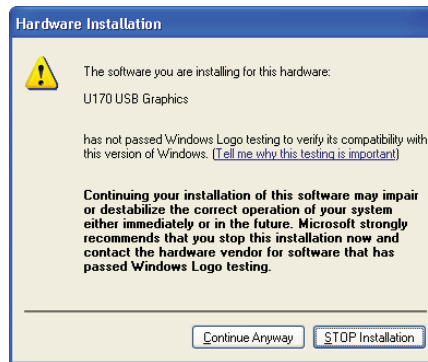 Hardware Installation
The software you are installing for this hardware:
U170 USB Graphics
has not passed Windows Logo testing to verify its compatibility with
this version of Windows. (Tell me why this testing is important)
Continuing your installation of this software may impair
or destabilize the correct operation of your system
either immediately or in the future. Microsoft strongly
recommends that you stop this installation now and
contact the hardware vendor for software that has
passed Windows Logo testing.
Continue Anyway
STOP Installation